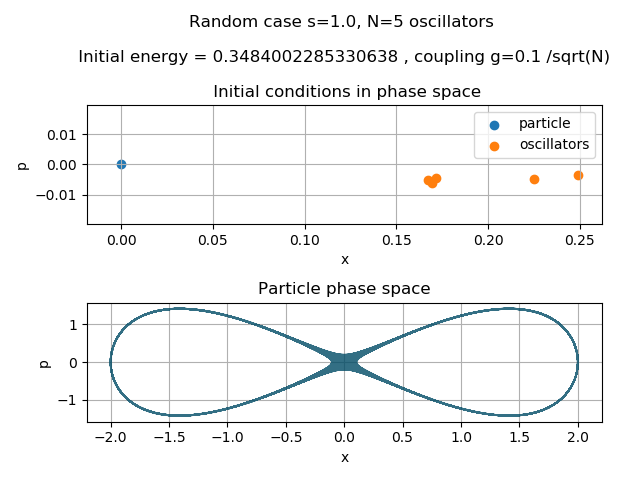 Random case s=1.0, N=5 oscillators
Initial energy = 0.3484002285330638 , coupling g=0.1 /sqrt(N)
Initial conditions in phase space
particle
oscillators
p
0.01
0.00
−0.01
0.00 0.05 0.10 0.15 0.20 0.25
x
Particle phase space
p
1
0
−1
−2.0 −1.5 −1.0 −0.5 0.0 0.5 1.0 1.5 2.0
x